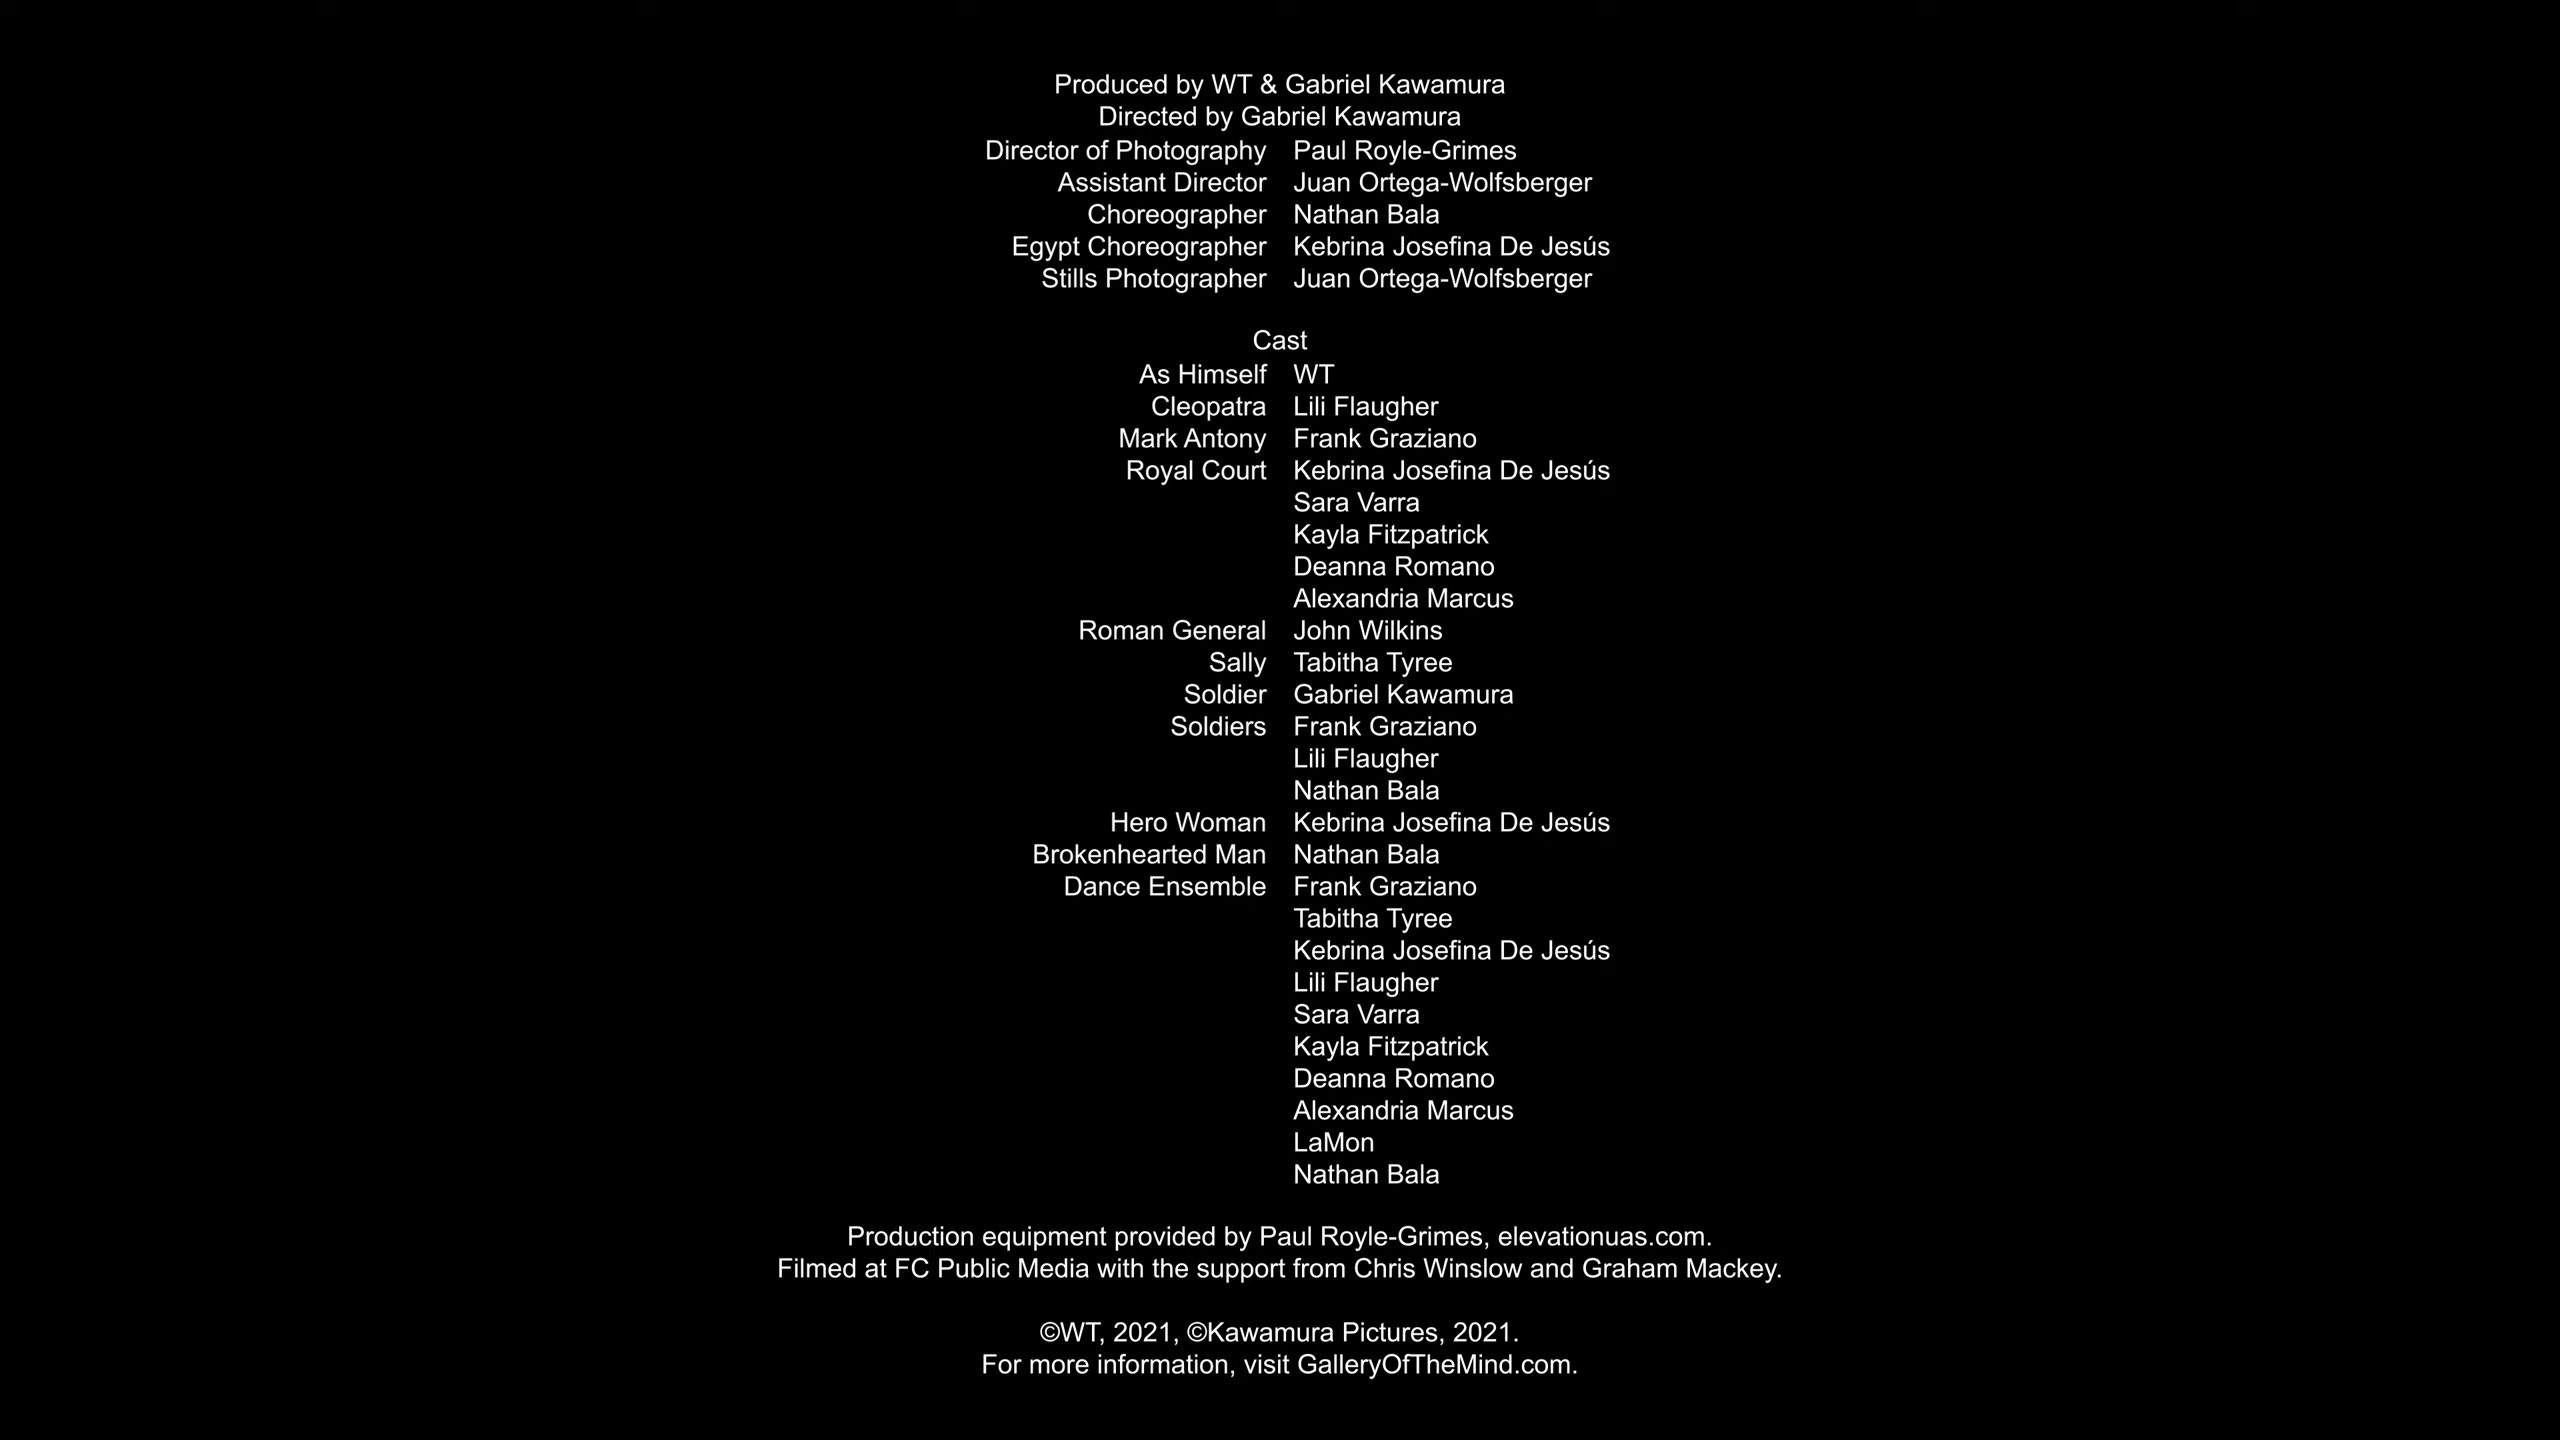 Produced by WT & Gabriel Kawamura
Directed by Gabriel Kawamura
Director of Photography Paul Royle-Grimes
Assistant Director Juan Ortega-Wolfsberger
Choreographer Nathan Bala
Egypt Choreographer Kebrina Josefina De Jesús
Stills Photographer Juan Ortega-Wolfsberger
Cast
As Himself WT
Cleopatra Lili Flaugher
Mark Antony Frank Graziano
Royal Court Kebrina Josefina De Jesús
Sara Varra
Kayla Fitzpatrick
Deanna Romano
Alexandria Marcus
Roman General John Wilkins
Sally Tabitha Tyree
Soldier Gabriel Kawamura
Soldiers Frank Graziano
Lili Flaugher
Nathan Bala
Hero Woman Kebrina Josefina De Jesús
Brokenhearted Man Nathan Bala
Dance Ensemble Frank Graziano
Tabitha Tyree
Kebrina Josefina De Jesús
Lili Flaugher
Sara Varra
Kayla Fitzpatrick
Deanna Romano
Alexandria Marcus
LaMon
Nathan Bala
Production equipment provided by Paul Royle-Grimes, elevationuas.com.
Filmed at FC Public Media with the support from Chris Winslow and Graham Mackey.
©WT, 2021, ©Kawamura Pictures, 2021.
For more information, visit GalleryOfTheMind.com.